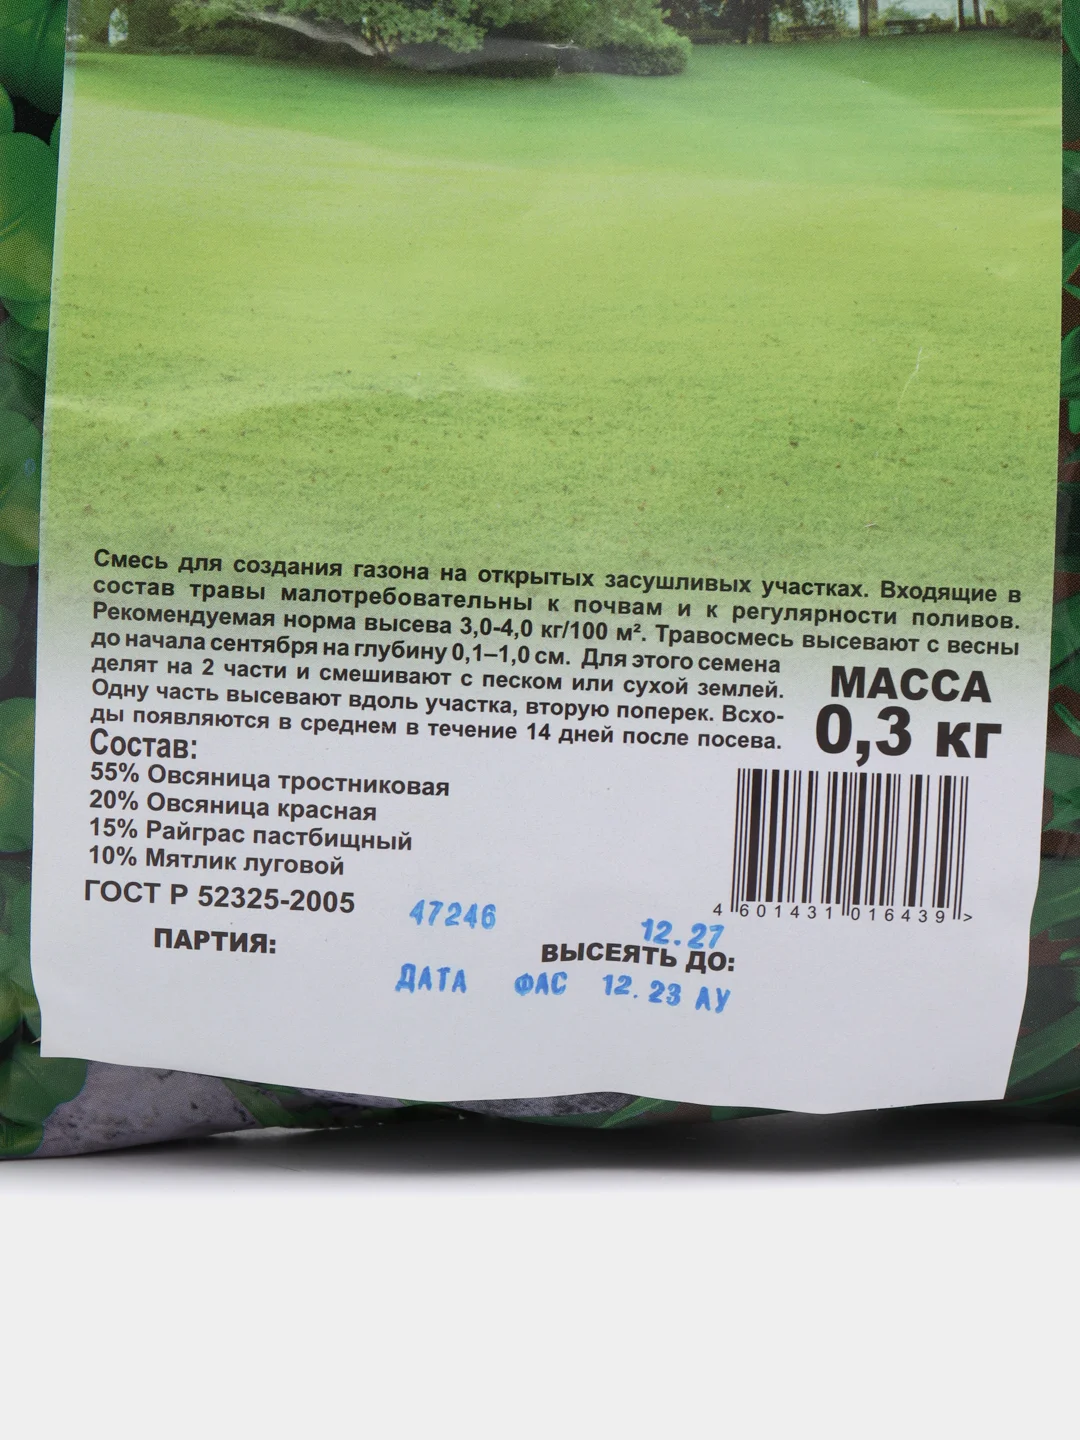 Смесь для создания газона на открытых засушливых участках. Входящие в
состав травы малотребовательны к почвам и к регулярности поливов.
Рекомендуемая норма высева 3,0-4,0 кг/100 м². Травосмесь высевают с весны
до начала сентября на глубину 0,1–1,0 см. Для этого семена
делят на 2 части и смешивают с песком или сухой землей.
Одну часть высевают вдоль участка, вторую поперек. Всхо-
ды появляются в среднем в течение 14 дней после посева.
МАССА
0,3 кг
Состав:
55% Овсяница тростниковая
20% Овсяница красная
15% Райграс пастбищный
10% Мятлик луговой
ГОСТ Р 52325-2005
4 601431 016439 >
47246
ПАРТИЯ:
12.27
ВЫСЕЯТЬ ДО:
ДАТА ФАС 12.23 АУ